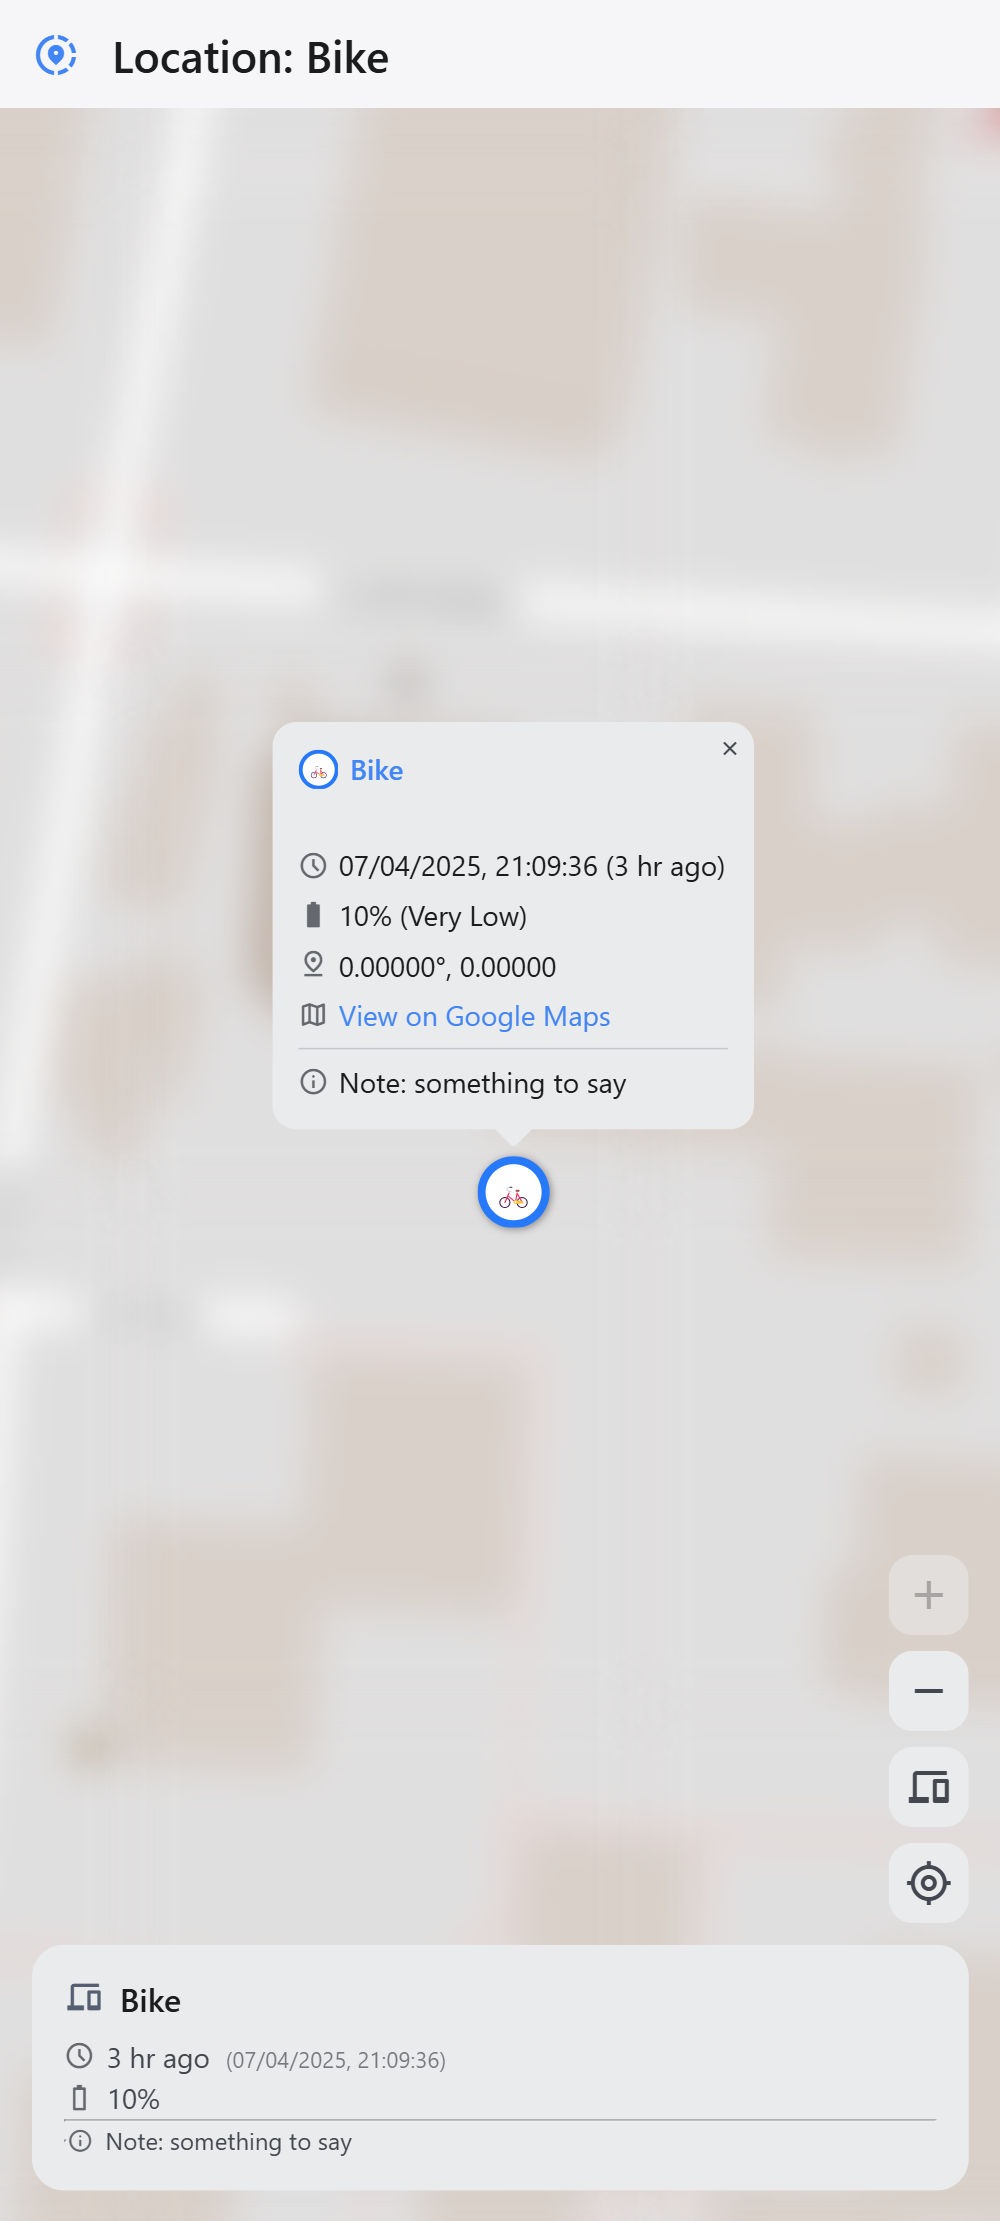 Location: Bike
Bike
07/04/2025, 21:09:36 (3 hr ago)
10% (Very Low)
0.00000°, 0.00000
View on Google Maps
Note: something to say
Bike
3 hr ago (07/04/2025, 21:09:36)
10%
Note: something to say